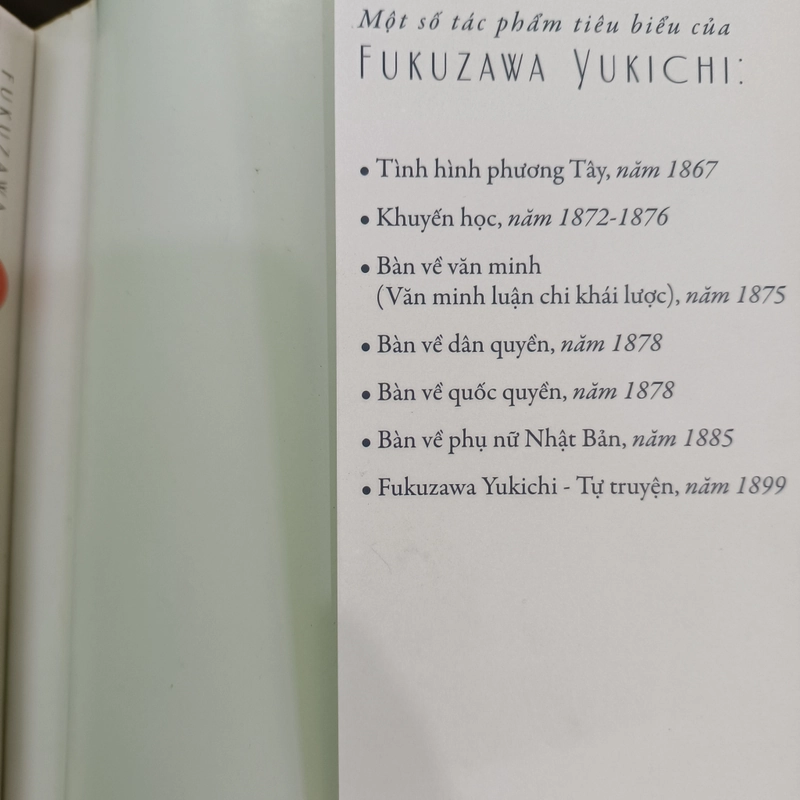 Một số tác phẩm tiêu biểu của
FUKUZAWA YUKICHI:
• Tình hình phương Tây, năm 1867
• Khuyến học, năm 1872-1876
• Bàn về văn minh
(Văn minh luận chi khái lược), năm 1875
• Bàn về dân quyền, năm 1878
• Bàn về quốc quyền, năm 1878
• Bàn về phụ nữ Nhật Bản, năm 1885
• Fukuzawa Yukichi - Tự truyện, năm 1899
FUKUZAWA